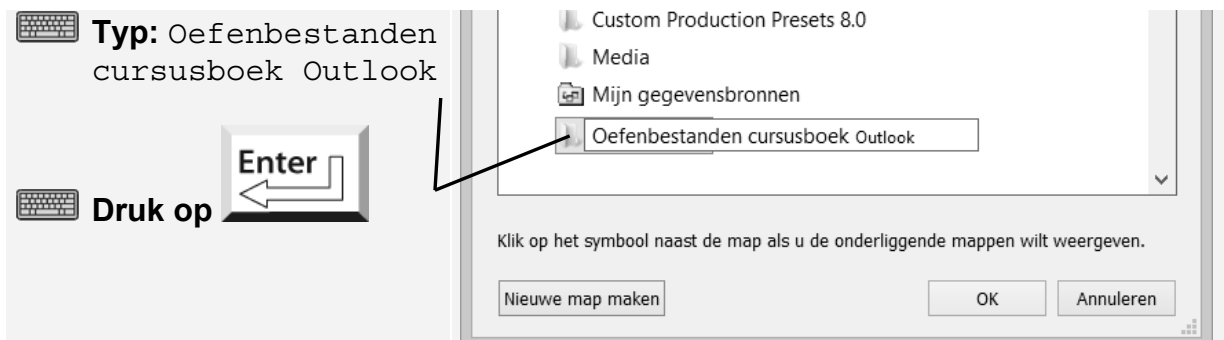 Typ: Oefenbestanden
cursusboek Outlook
Enter
Druk op
Custom Production Presets 8.0
Media
Mijn gegevensbronnen
Oefenbestanden cursusboek Outlook
Klik op het symbool naast de map als u de onderliggende mappen wilt weergeven.
Nieuwe map maken
OK
Annuleren